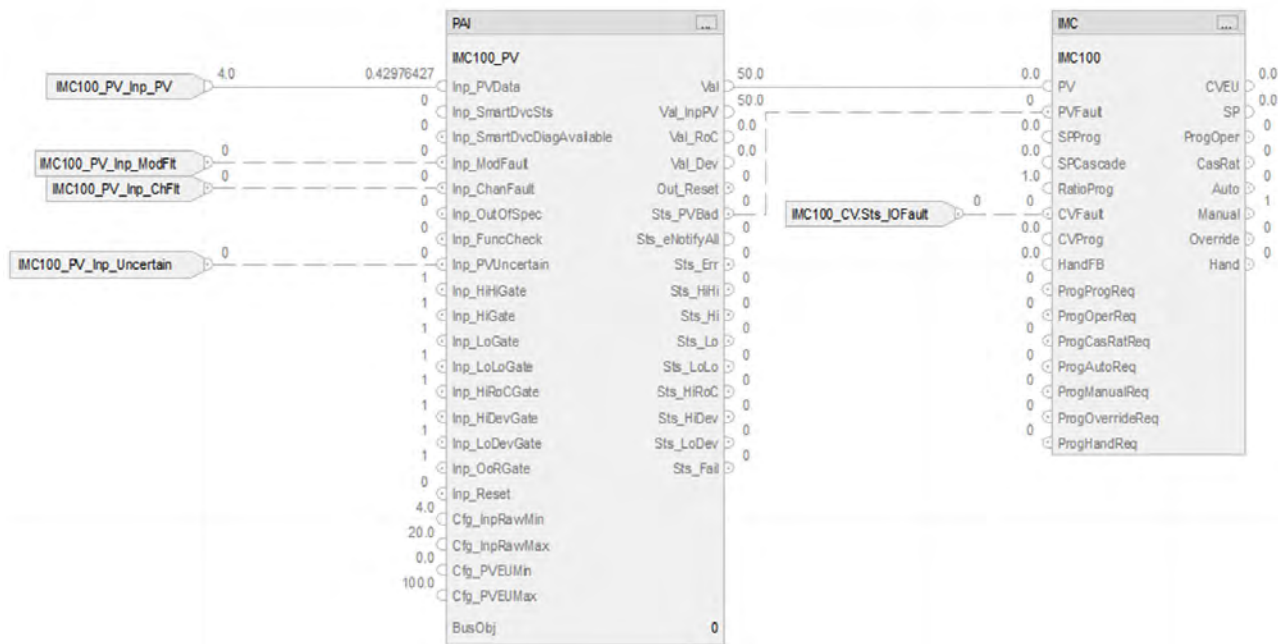 PAI ...
IMC100_PV
IMC100_PV_Inp_PV 4.0 0.42976427 Inp_PVData Val 50.0
0 Inp_SmartDvcSts Val_InpPV 50.0
0 Inp_SmartDvcDiagAvailable Val_RoC 0.0
IMC100_PV_Inp_ModFlt 0 0 Inp_ModFault Val_Dev 0.0
IMC100_PV_Inp_ChFlt 0 0 Inp_ChanFault Out_Reset 0
0 Inp_OutOfSpec Sts_PVBad 0
0 Inp_FuncCheck Sts_eNotifyAll 0
IMC100_PV_Inp_Uncertain 0 0 Inp_PVUncertain Sts_Err 0
1 Inp_HiHiGate Sts_HiHi 0
1 Inp_HiGate Sts_Hi 0
1 Inp_LoGate Sts_Lo 0
1 Inp_LoLoGate Sts_LoLo 0
1 Inp_HiRoCGate Sts_HiRoC 0
1 Inp_HiDevGate Sts_HiDev 0
1 Inp_LoDevGate Sts_LoDev 0
1 Inp_OoRGate Sts_Fail 0
0 Inp_Reset
4.0 Cfg_InpRawMin
20.0 Cfg_InpRawMax
0.0 Cfg_PVEUMin
100.0 Cfg_PVEUMax
BusObj 0
IMC100_CV.Sts_IOFault 0
IMC ...
IMC100
0.0 PV CVEU 0.0
0 PVFault SP 0.0
0.0 SPProg ProgOper 0
0.0 SPCascade CasRat 0
1.0 RatioProg Auto 0
0 CVFault Manual 1
0.0 CVProg Override 0
0.0 HandFB Hand 0
0 ProgProgReq
0 ProgOperReq
0 ProgCasRatReq
0 ProgAutoReq
0 ProgManualReq
0 ProgOverrideReq
0 ProgHandReq